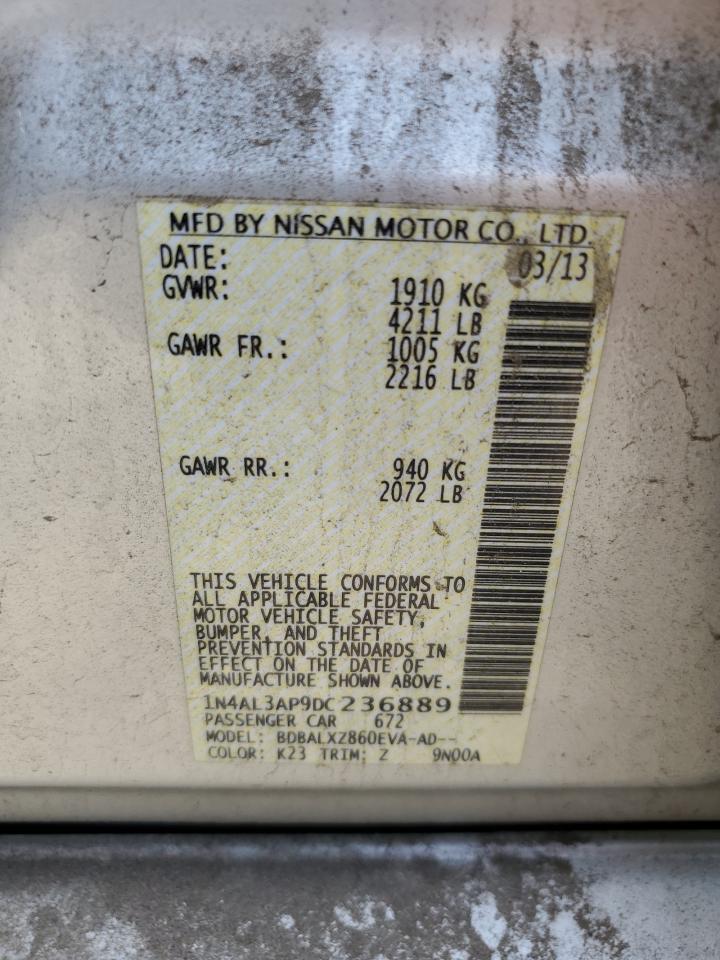 MFD BY NISSAN MOTOR CO., LTD.
DATE: 03/13
GVWR: 1910 KG
4211 LB
GAWR FR.: 1005 KG
2216 LB
GAWR RR.: 940 KG
2072 LB
THIS VEHICLE CONFORMS TO
ALL APPLICABLE FEDERAL
MOTOR VEHICLE SAFETY,
BUMPER, AND THEFT
PREVENTION STANDARDS IN
EFFECT ON THE DATE OF
MANUFACTURE SHOWN ABOVE.
1N4AL3AP9DC236889
PASSENGER CAR 672
MODEL: BDBALXZ860EVA-AD--
COLOR: K23 TRIM: Z 9N00A